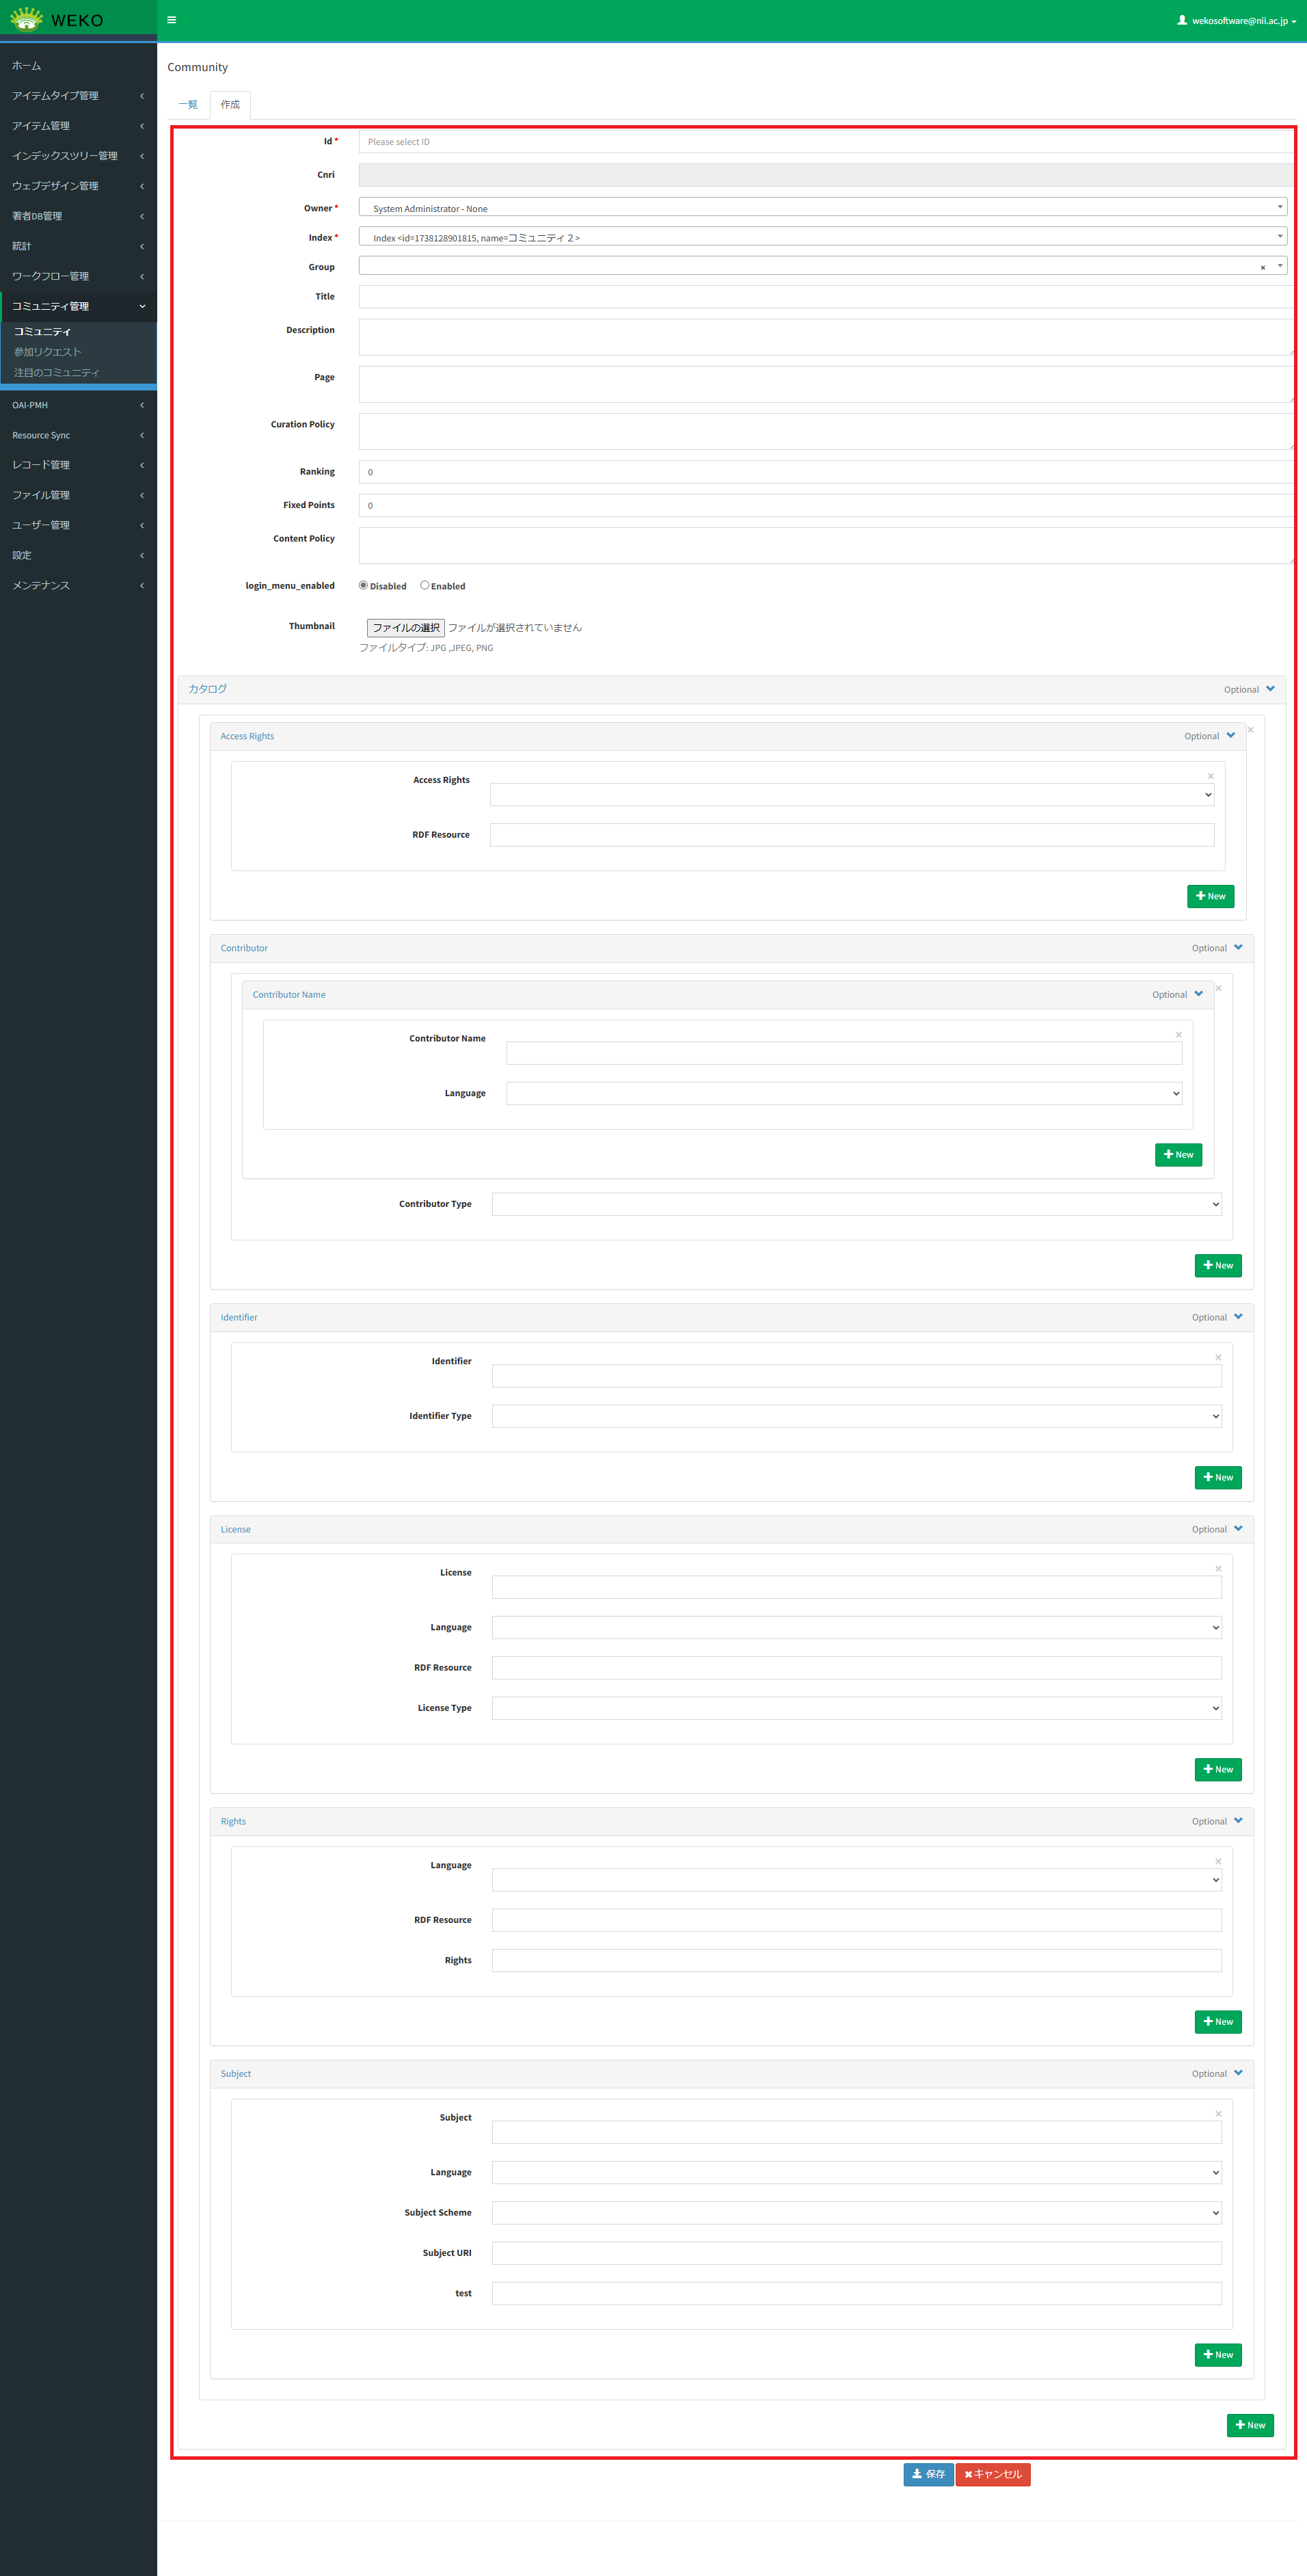 WEKO
wekosoftware@nii.ac.jp
ホーム
アイテムタイプ管理
アイテム管理
インデックスツリー管理
ウェブデザイン管理
著者DB管理
統計
ワークフロー管理
コミュニティ管理
コミュニティ
参加リクエスト
注目のコミュニティ
OAI-PMH
Resource Sync
レコード管理
ファイル管理
ユーザー管理
設定
メンテナンス
Community
一覧 作成
Id * Please select ID
Cnri
Owner * System Administrator - None
Index * Index <id=1738128901815, name=コミュニティ２>
Group ×
Title
Description
Page
Curation Policy
Ranking 0
Fixed Points 0
Content Policy
login_menu_enabled Disabled Enabled
Thumbnail ファイルの選択 ファイルが選択されていません
ファイルタイプ: JPG ,JPEG, PNG
カタログ Optional
Access Rights Optional ×
Access Rights ×
RDF Resource
New
Contributor Optional
Contributor Name Optional ×
Contributor Name ×
Language
New
Contributor Type
New
Identifier Optional
Identifier ×
Identifier Type
New
License Optional
License ×
Language
RDF Resource
License Type
New
Rights Optional
Language ×
RDF Resource
Rights
New
Subject Optional
Subject ×
Language
Subject Scheme
Subject URI
test
New
New
保存 キャンセル